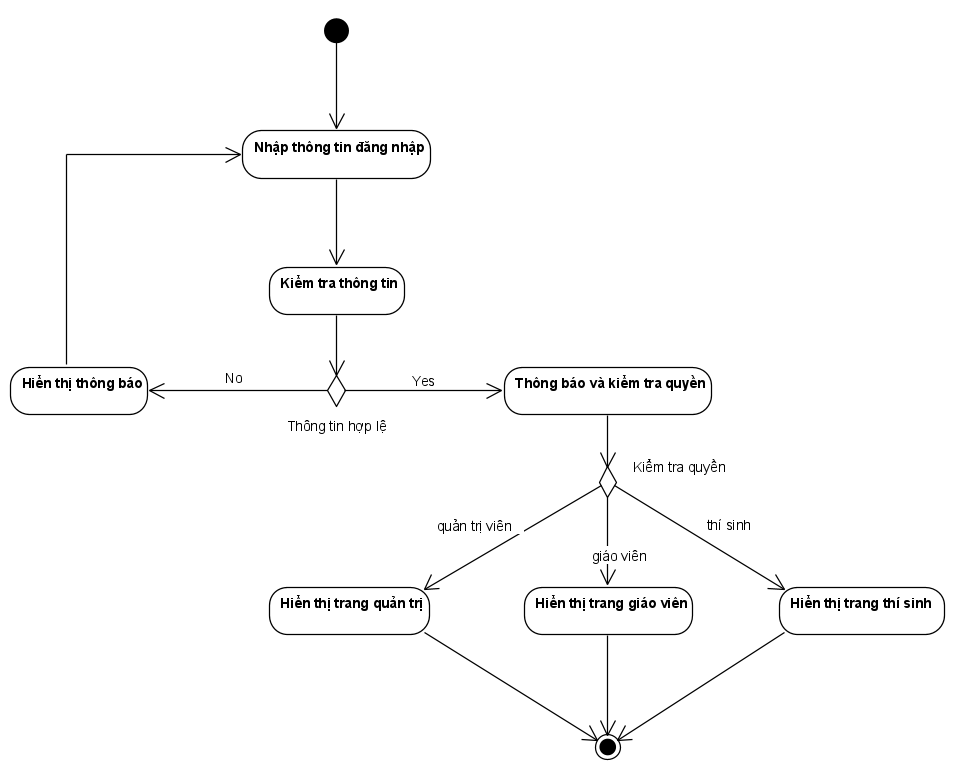 Nhập thông tin đăng nhập
Kiểm tra thông tin
Hiển thị thông báo
No
Yes
Thông báo và kiểm tra quyền
Thông tin hợp lệ
Kiểm tra quyền
quản trị viên
thí sinh
giáo viên
Hiển thị trang quản trị
Hiển thị trang giáo viên
Hiển thị trang thí sinh